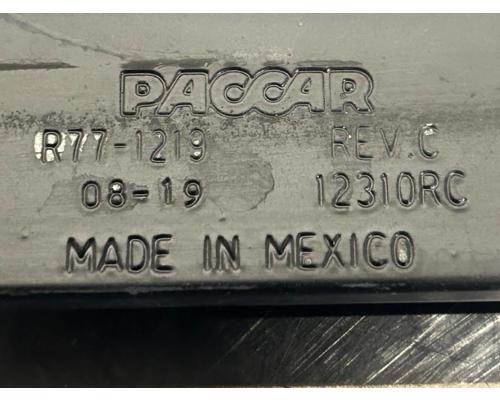 PACCAR
R77-1219 REV.C
08-19 12310RC
MADE IN MEXICO